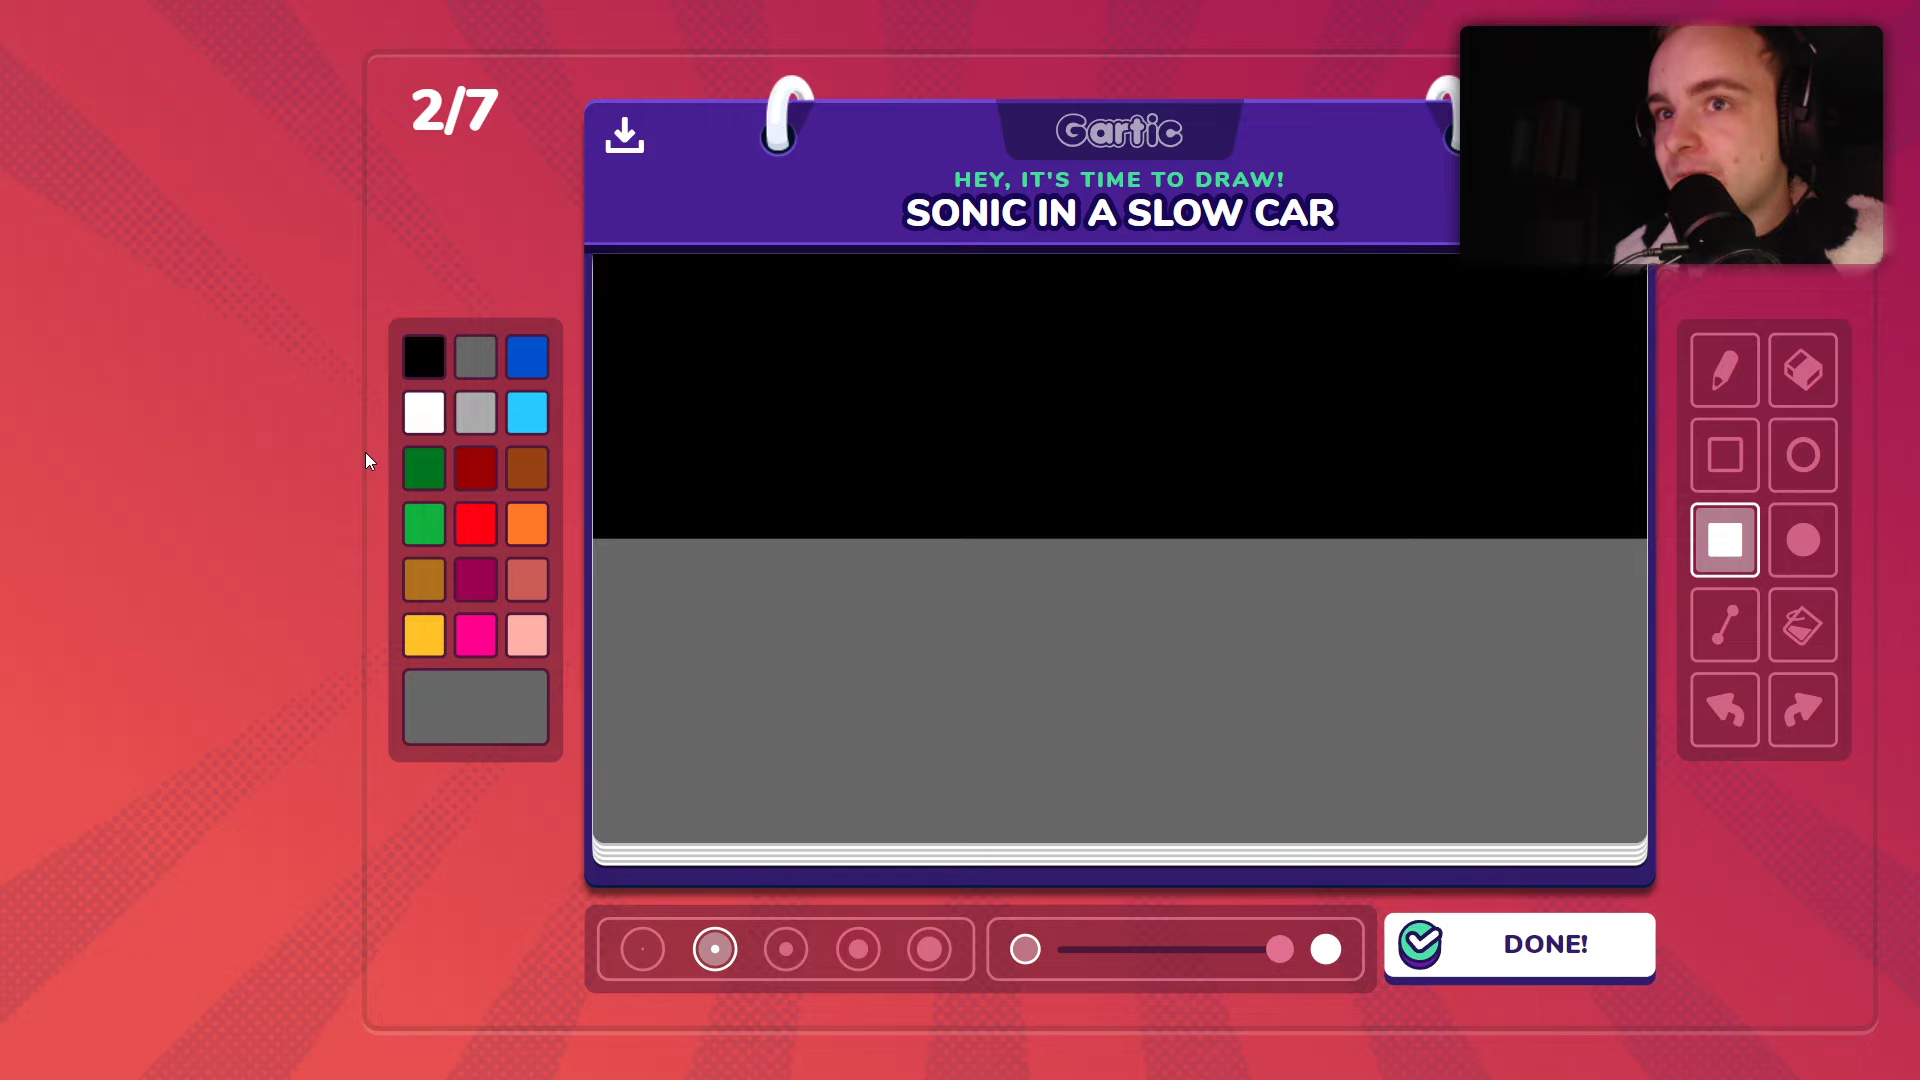 2/7
Gartic
HEY, IT'S TIME TO DRAW!
SONIC IN A SLOW CAR
DONE!